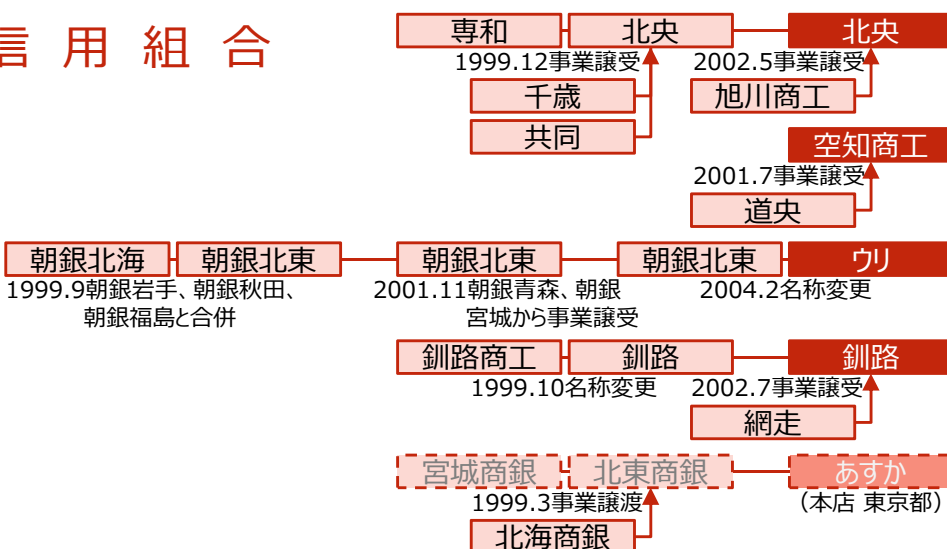 言用組合
専和 北央 北央
1999.12事業譲受 2002.5事業譲受
千歳 旭川商工
共同 空知商工
2001.7事業譲受
道央
朝銀北海 朝銀北東 朝銀北東 朝銀北東 ウリ
1999.9朝銀岩手、朝銀秋田、 2001.11朝銀青森、朝銀 2004.2名称変更
朝銀福島と合併 宮城から事業譲受
釧路商工 釧路 釧路
1999.10名称変更 2002.7事業譲受
網走
宮城商銀 北東商銀 あすか
1999.3事業譲渡 (本店 東京都)
北海商銀